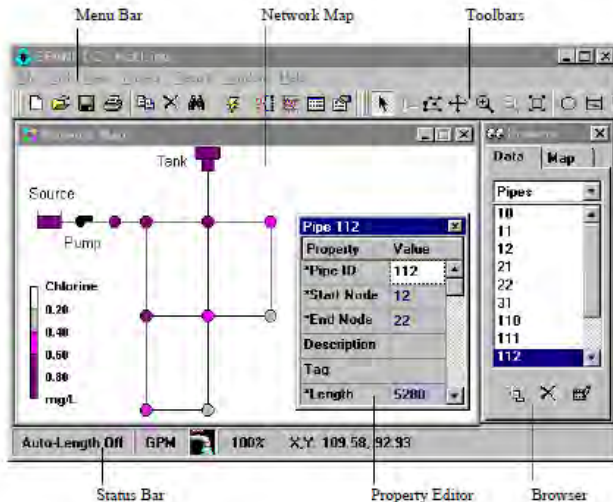 Menu Bar
Network Map
Toolbars
Tank
Source
Pump
Chlorine
0.20
0.40
0.60
0.80
mg/L
Pipe 112
Property Value
*Pipe ID 112
*Start Node 12
*End Node 22
Description
Tag
*Length 5280
Data Map
Pipes
10
11
12
21
22
31
110
111
112
Auto-Length Off GPM 100% X,Y: 109.58, 92.93
Status Bar
Property Editor
Browser